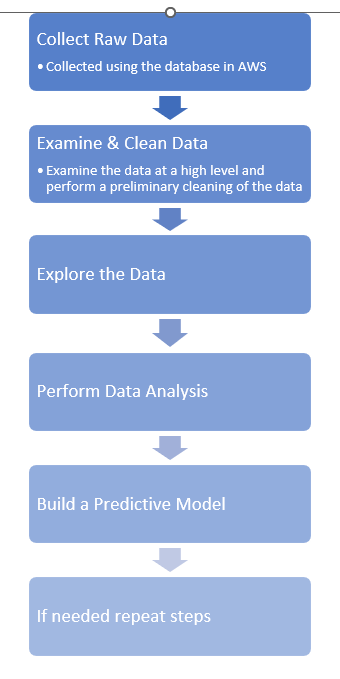 Collect Raw Data
• Collected using the database in AWS
Examine & Clean Data
• Examine the data at a high level and
perform a preliminary cleaning of the data
Explore the Data
Perform Data Analysis
Build a Predictive Model
If needed repeat steps